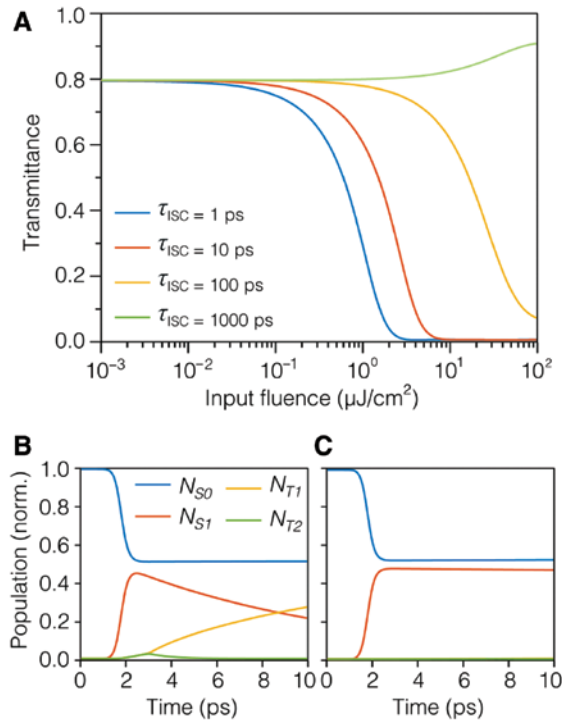 A
1.0
0.8
0.6
0.4
0.2
0.0
Transmittance
τISC = 1 ps
τISC = 10 ps
τISC = 100 ps
τISC = 1000 ps
10⁻³ 10⁻² 10⁻¹ 10⁰ 10¹ 10²
Input fluence (μJ/cm²)
B
C
1.0
0.8
0.6
0.4
0.2
0.0
Population (norm.)
NS0 NT1
NS1 NT2
0 2 4 6 8 10
0 2 4 6 8 10
Time (ps)
Time (ps)